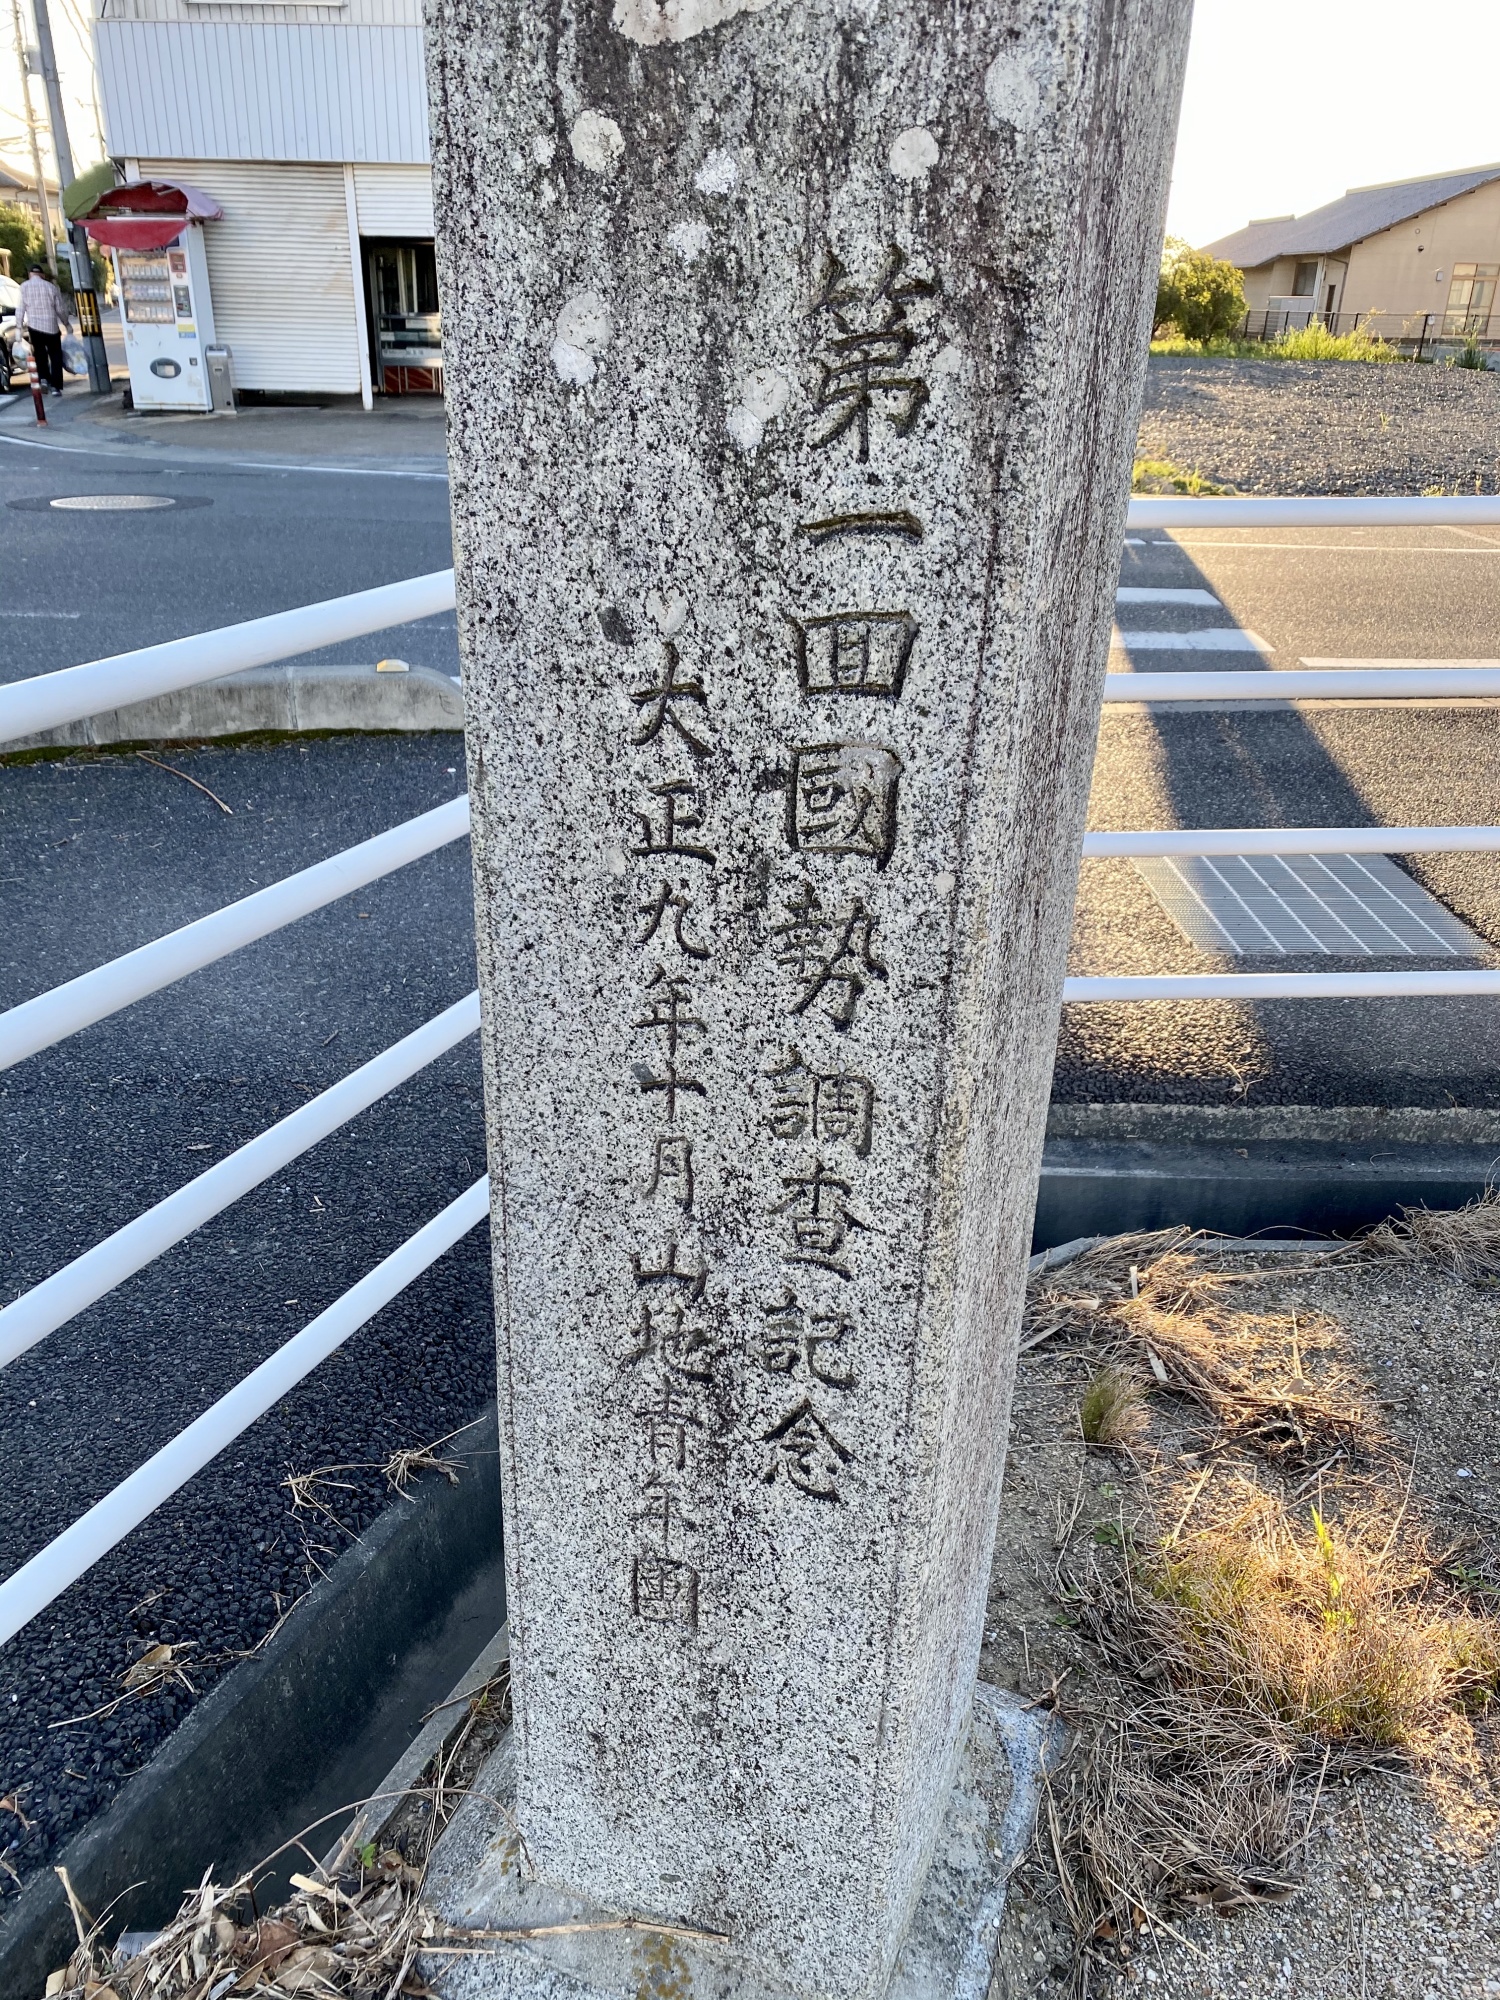 第一回國勢調査記念
大正九年十月山地青年團